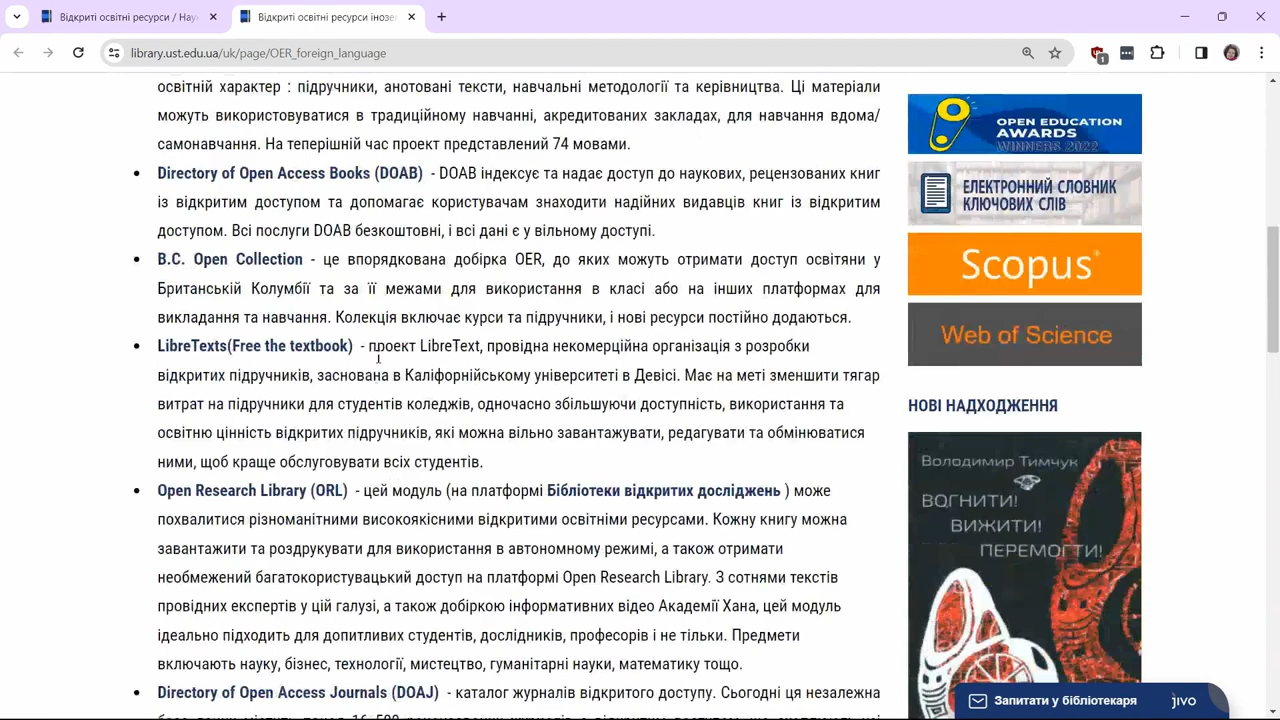 Відкриті освітні ресурси / Нау
Відкриті освітні ресурси інозе
library.ust.edu.ua/uk/page/OER_foreign_language
1
освітній характер : підручники, анотовані тексти, навчальні методології та керівництва. Ці матеріали
можуть використовуватися в традиційному навчанні, акредитованих закладах, для навчання вдома/
самонавчання. На теперішній час проект представлений 74 мовами.
Directory of Open Access Books (DOAB) - DOAB індексує та надає доступ до наукових, рецензованих книг
із відкритим доступом та допомагає користувачам знаходити надійних видавців книг із відкритим
доступом. Всі послуги DOAB безкоштовні, і всі дані є у вільному доступі.
B.C. Open Collection - це впорядкована добірка OER, до яких можуть отримати доступ освітяни у
Британській Колумбії та за її межами для використання в класі або на інших платформах для
викладання та навчання. Колекція включає курси та підручники, і нові ресурси постійно додаються.
LibreTexts(Free the textbook) - LibreText, провідна некомерційна організація з розробки
відкритих підручників, заснована в Каліфорнійському університеті в Девісі. Має на меті зменшити тягар
витрат на підручники для студентів коледжів, одночасно збільшуючи доступність, використання та
освітню цінність відкритих підручників, які можна вільно завантажувати, редагувати та обмінюватися
ними, щоб краще обслуговувати всіх студентів.
Open Research Library (ORL) - цей модуль (на платформі Бібліотеки відкритих досліджень ) може
похвалитися різноманітними високоякісними відкритими освітніми ресурсами. Кожну книгу можна
завантажити та роздрукувати для використання в автономному режимі, а також отримати
необмежений багатокористувацький доступ на платформі Open Research Library. З сотнями текстів
провідних експертів у цій галузі, а також добіркою інформативних відео Академії Хана, цей модуль
ідеально підходить для допитливих студентів, дослідників, професорів і не тільки. Предмети
включають науку, бізнес, технології, мистецтво, гуманітарні науки, математику тощо.
Directory of Open Access Journals (DOAJ) - каталог журналів відкритого доступу. Сьогодні ця незалежна
OPEN EDUCATION
AWARDS
WINNERS 2022
ЕЛЕКТРОННИЙ СЛОВНИК
КЛЮЧОВИХ СЛІВ
Scopus®
Web of Science
НОВІ НАДХОДЖЕННЯ
Володимир Тимчук
ВОГНИТИ!
ВИЖИТИ!
ПЕРЕМОГТИ!
Запитати у бібліотекаря jivo